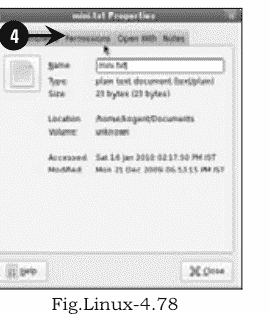 mini.txt Properties
4
Permissions Open With Notes
Name mini.txt
Type: plain text document (text/plain)
Size 23 bytes (23 bytes)
Location /home/kogent/Documents
Volume: unknown
Accessed Sat 16 Jan 2010 02:17:50 PM IST
Modified Mon 21 Dec 2009 06:53:15 PM IST
Help Close
Fig.Linux-4.78